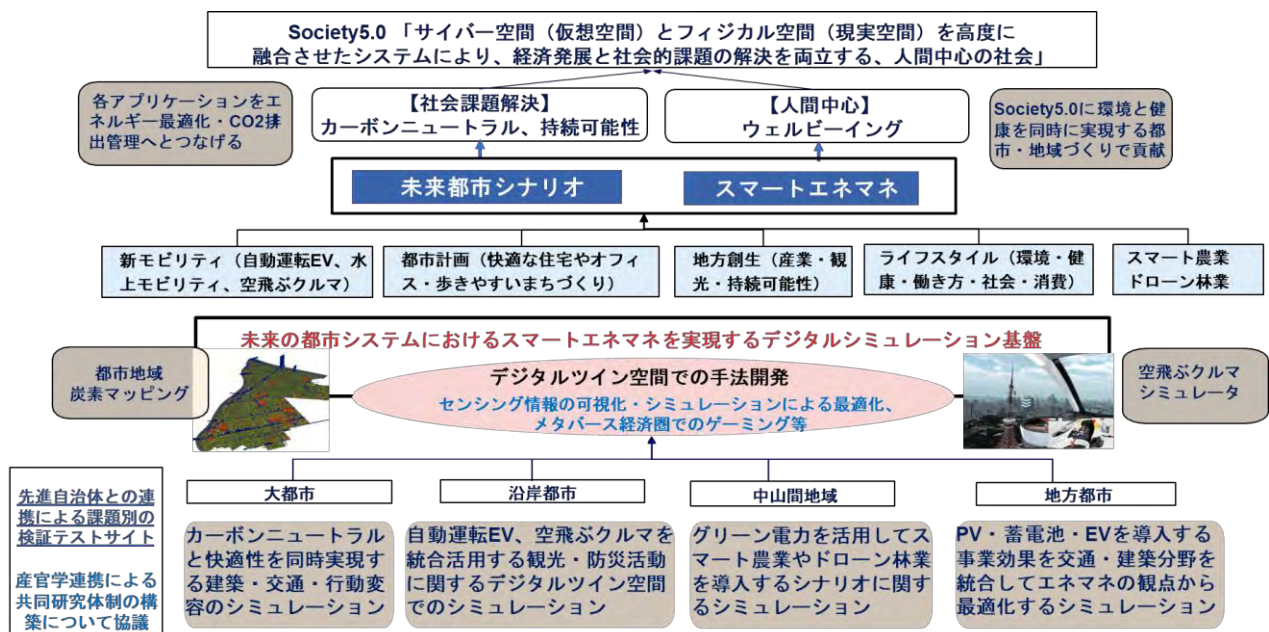 Society5.0 「サイバー空間（仮想空間）とフィジカル空間（現実空間）を高度に
融合させたシステムにより、経済発展と社会的課題の解決を両立する、人間中心の社会」
各アプリケーションをエ
ネルギー最適化・CO2排
出管理へとつなげる
【社会課題解決】
カーボンニュートラル、持続可能性
【人間中心】
ウェルビーイング
Society5.0に環境と健
康を同時に実現する都
市・地域づくりで貢献
未来都市シナリオ
スマートエネマネ
新モビリティ（自動運転EV、水
上モビリティ、空飛ぶクルマ）
都市計画（快適な住宅やオフィ
ス・歩きやすいまちづくり）
地方創生（産業・観
光・持続可能性）
ライフスタイル（環境・健
康・働き方・社会・消費）
スマート農業
ドローン林業
未来の都市システムにおけるスマートエネマネを実現するデジタルシミュレーション基盤
都市地域
炭素マッピング
デジタルツイン空間での手法開発
センシング情報の可視化・シミュレーションによる最適化、
メタバース経済圏でのゲーミング等
空飛ぶクルマ
シミュレータ
先進自治体との連
携による課題別の
検証テストサイト
産官学連携による
共同研究体制の構
築について協議
大都市
カーボンニュートラル
と快適性を同時実現す
る建築・交通・行動変
容のシミュレーション
沿岸都市
自動運転EV、空飛ぶクルマを
統合活用する観光・防災活動
に関するデジタルツイン空間
でのシミュレーション
中山間地域
グリーン電力を活用してス
マート農業やドローン林業
を導入するシナリオに関す
るシミュレーション
地方都市
PV・蓄電池・EVを導入する
事業効果を交通・建築分野を
統合してエネマネの観点から
最適化するシミュレーション